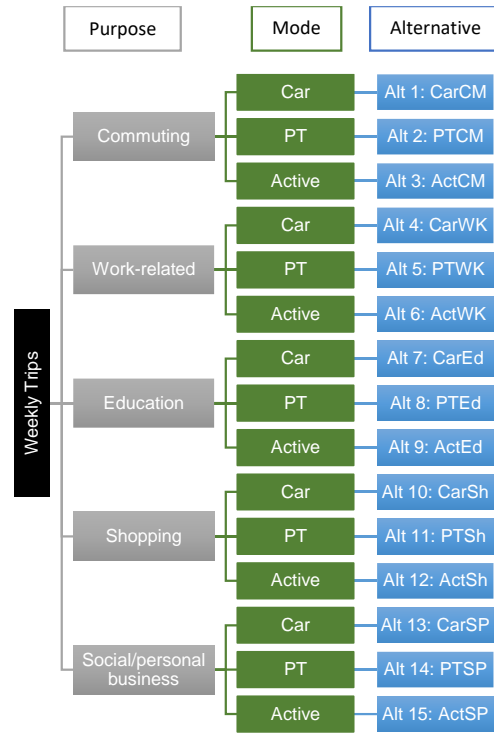 Purpose
Mode
Alternative
Weekly Trips
Commuting
Car
Alt 1: CarCM
PT
Alt 2: PTCM
Active
Alt 3: ActCM
Work-related
Car
Alt 4: CarWK
PT
Alt 5: PTWK
Active
Alt 6: ActWK
Education
Car
Alt 7: CarEd
PT
Alt 8: PTEd
Active
Alt 9: ActEd
Shopping
Car
Alt 10: CarSh
PT
Alt 11: PTSh
Active
Alt 12: ActSh
Social/personal
business
Car
Alt 13: CarSP
PT
Alt 14: PTSP
Active
Alt 15: ActSP